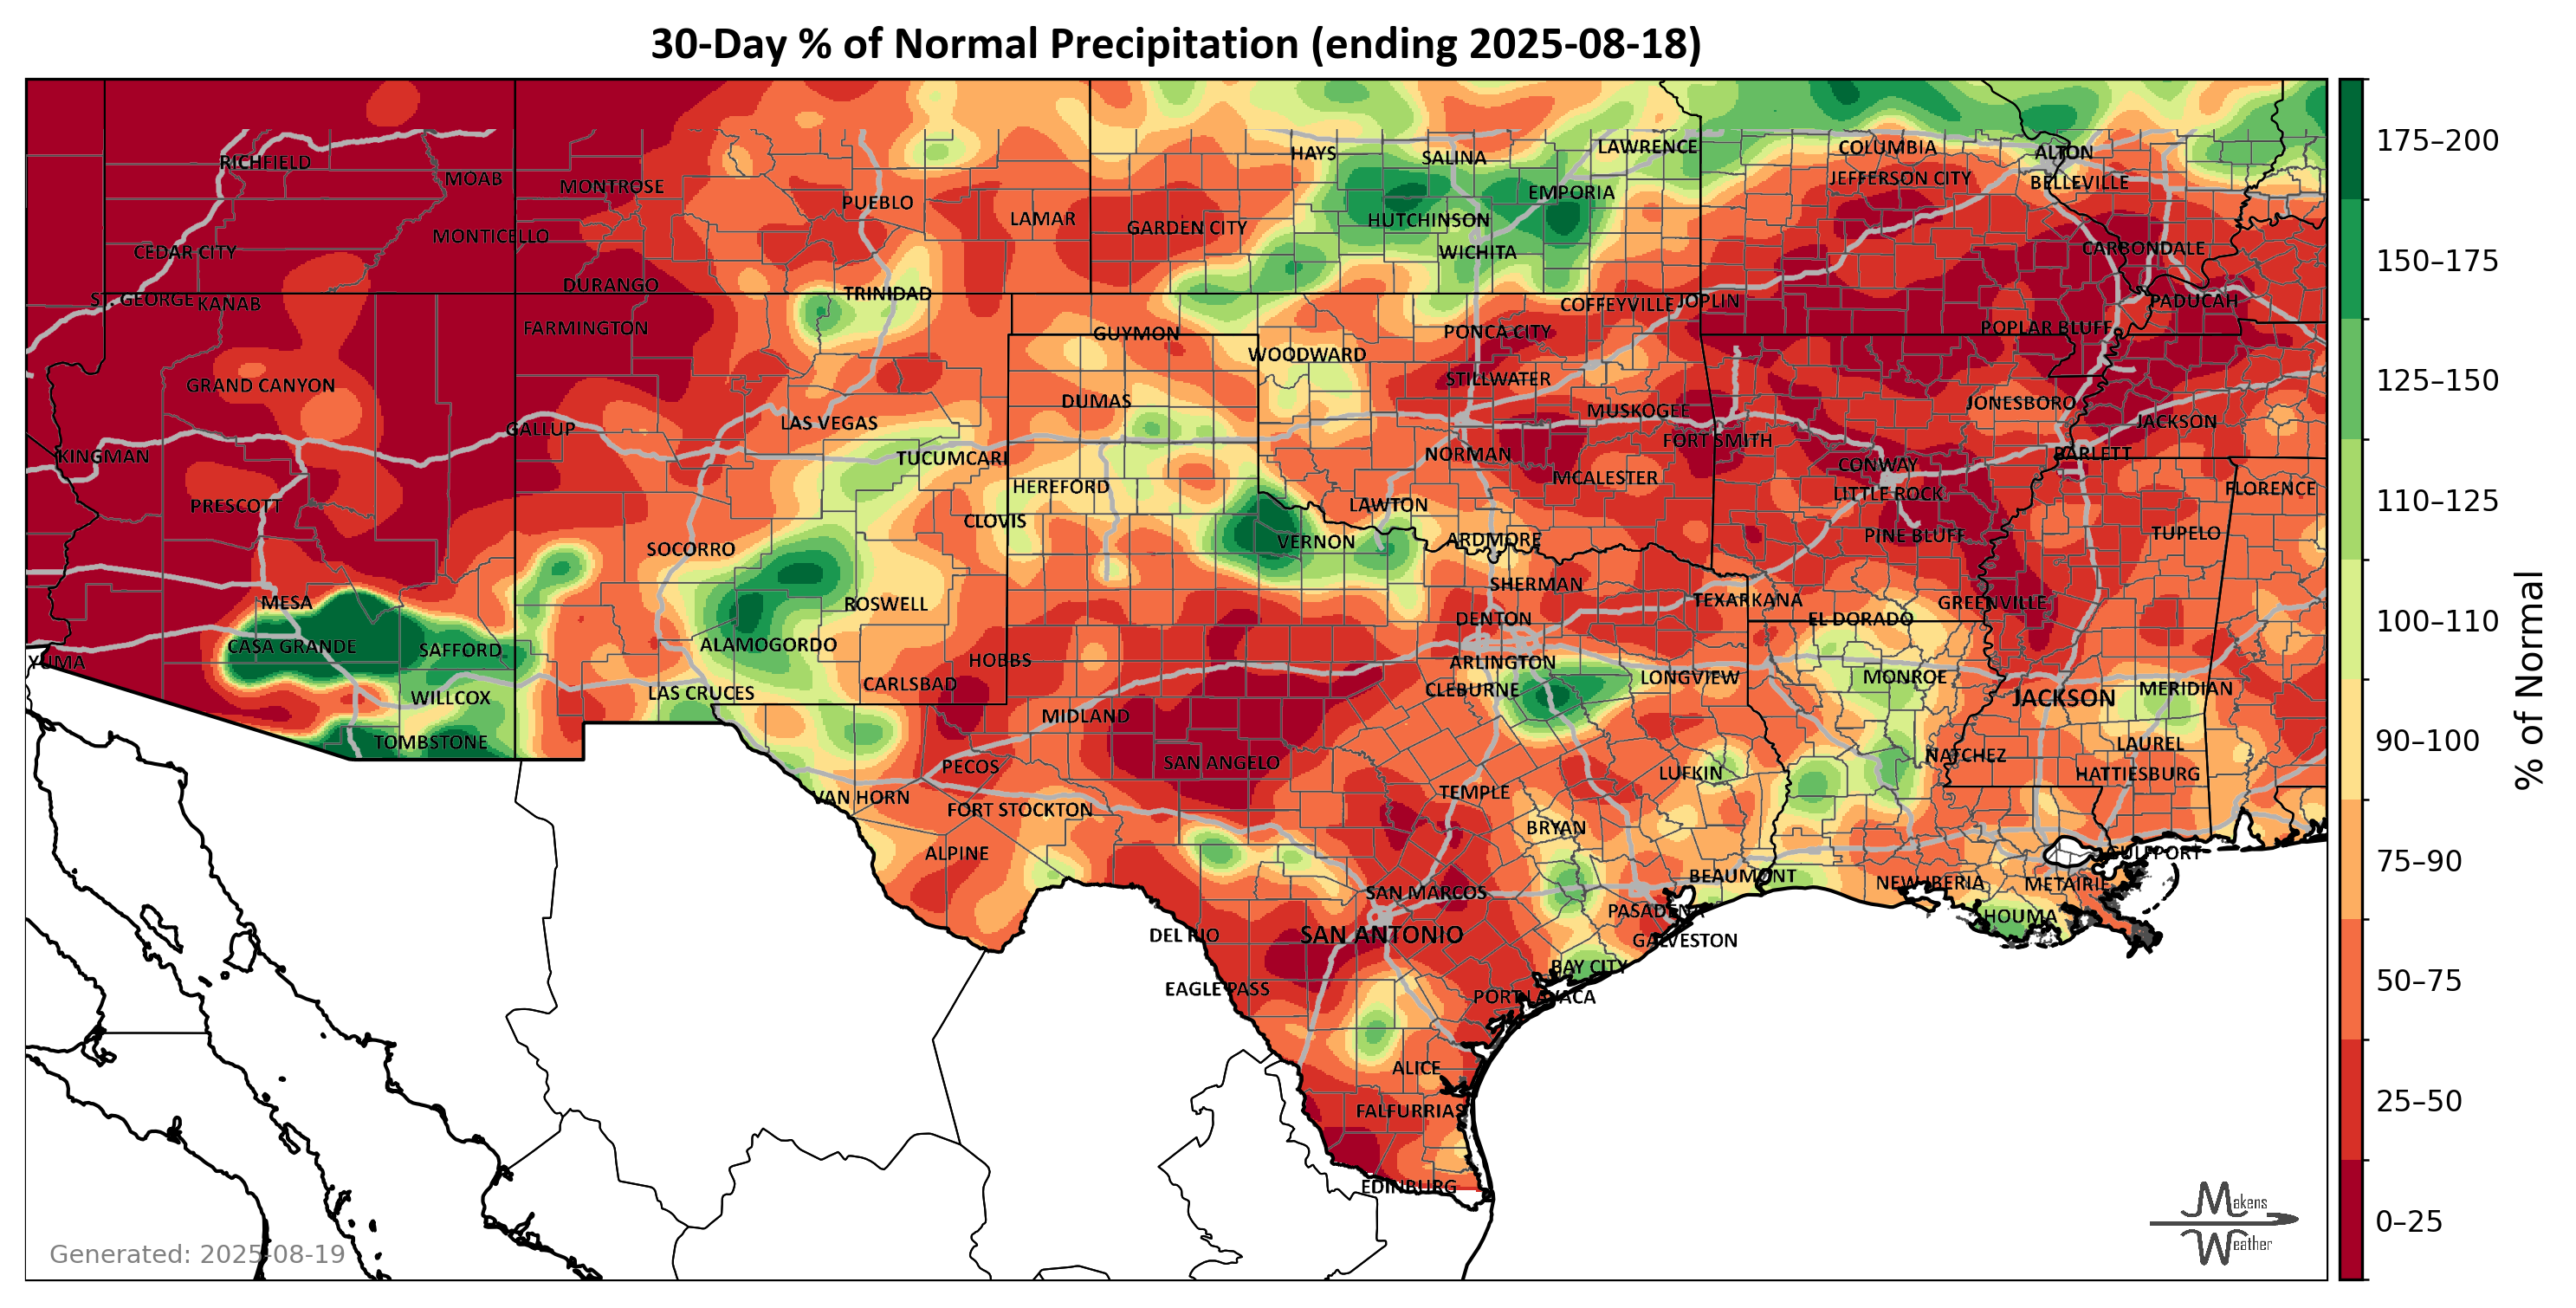 30-Day % of Normal Precipitation (ending 2025-08-18)
HAYS
SALINA
LAWRENCE
COLUMBIA
ALTON
RICHFIELD
MOAB
MONTROSE
JEFFERSON CITY
BELLEVILLE
PUEBLO
EMPORIA
LAMAR
GARDEN CITY
HUTCHINSON
MONTICELLO
CEDAR CITY
WICHITA
CARBONDALE
DURANGO
TRINIDAD
ST. GEORGE
KANAB
COFFEYVILLE
JOPLIN
PADUCAH
FARMINGTON
GUYMON
PONCA CITY
POPLAR BLUFF
WOODWARD
GRAND CANYON
STILLWATER
DUMAS
MUSKOGEE
JONESBORO
LAS VEGAS
JACKSON
GALLUP
FORT SMITH
KINGMAN
TUCUMCARI
NORMAN
BARLETT
CONWAY
HEREFORD
MCALESTER
LITTLE ROCK
FLORENCE
PRESCOTT
LAWTON
CLOVIS
VERNON
ARDMORE
PINE BLUFF
TUPELO
SOCORRO
SHERMAN
MESA
ROSWELL
TEXARKANA
GREENVILLE
DENTON
EL DORADO
CASA GRANDE
SAFFORD
ALAMOGORDO
YUMA
HOBBS
ARLINGTON
LONGVIEW
MONROE
WILLCOX
LAS CRUCES
CARLSBAD
CLEBURNE
JACKSON
MERIDIAN
MIDLAND
TOMBSTONE
LAUREL
PECOS
SAN ANGELO
LUFKIN
NATCHEZ
HATTIESBURG
VAN HORN
FORT STOCKTON
TEMPLE
BRYAN
ALPINE
GULFPORT
SAN MARCOS
BEAUMONT
NEW IBERIA
METAIRIE
PASADENA
HOUMA
DEL RIO
SAN ANTONIO
GALVESTON
BAY CITY
EAGLE PASS
PORT LAVACA
ALICE
FALFURRIAS
EDINBURG
Generated: 2025-08-19
Makens
Weather
175–200
150–175
125–150
110–125
100–110
90–100
75–90
50–75
25–50
0–25
% of Normal